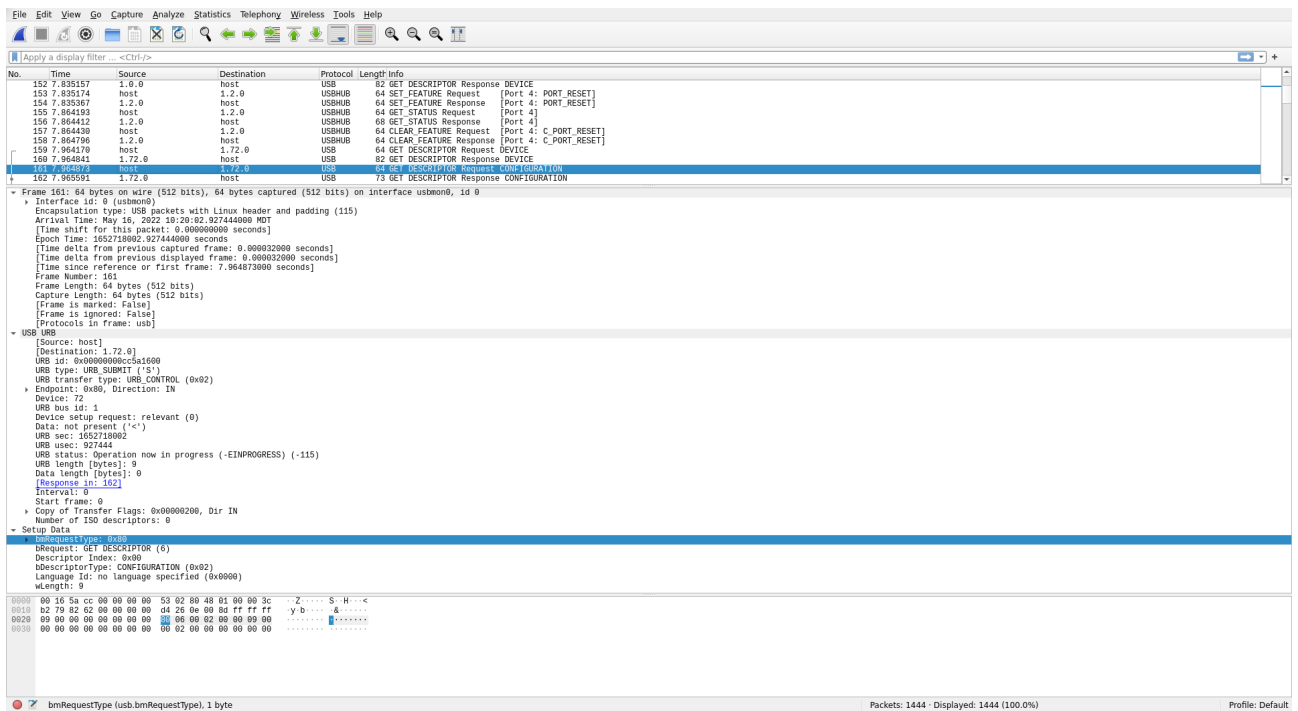 File Edit View Go Capture Analyze Statistics Telephony Wireless Tools Help
Apply a display filter ... <Ctrl-/>
No. Time Source Destination Protocol Length Info
152 7.835157 1.0.0 host USB 82 GET DESCRIPTOR Response DEVICE
153 7.835174 host 1.2.0 USBHUB 64 SET_FEATURE Request [Port 4: PORT_RESET]
154 7.835367 1.2.0 host USBHUB 64 SET_FEATURE Response [Port 4: PORT_RESET]
155 7.864193 host 1.2.0 USBHUB 64 GET_STATUS Request [Port 4]
156 7.864412 1.2.0 host USBHUB 68 GET_STATUS Response [Port 4]
157 7.864430 host 1.2.0 USBHUB 64 CLEAR_FEATURE Request [Port 4: C_PORT_RESET]
158 7.864796 1.2.0 host USBHUB 64 CLEAR_FEATURE Response [Port 4: C_PORT_RESET]
159 7.964170 host 1.72.0 USB 64 GET DESCRIPTOR Request DEVICE
160 7.964841 1.72.0 host USB 82 GET DESCRIPTOR Response DEVICE
161 7.964873 host 1.72.0 USB 64 GET DESCRIPTOR Request CONFIGURATION
162 7.965591 1.72.0 host USB 73 GET DESCRIPTOR Response CONFIGURATION
Frame 161: 64 bytes on wire (512 bits), 64 bytes captured (512 bits) on interface usbmon0, id 0
Interface id: 0 (usbmon0)
Encapsulation type: USB packets with Linux header and padding (115)
Arrival Time: May 16, 2022 10:20:02.927444000 MDT
[Time shift for this packet: 0.000000000 seconds]
Epoch Time: 1652718002.927444000 seconds
[Time delta from previous captured frame: 0.000032000 seconds]
[Time delta from previous displayed frame: 0.000032000 seconds]
[Time since reference or first frame: 7.964873000 seconds]
Frame Number: 161
Frame Length: 64 bytes (512 bits)
Capture Length: 64 bytes (512 bits)
[Frame is marked: False]
[Frame is ignored: False]
[Protocols in frame: usb]
USB URB
[Source: host]
[Destination: 1.72.0]
URB id: 0x00000000cc5a1600
URB type: URB_SUBMIT ('S')
URB transfer type: URB_CONTROL (0x02)
Endpoint: 0x80, Direction: IN
Device: 72
URB bus id: 1
Device setup request: relevant (0)
Data: not present ('<')
URB sec: 1652718002
URB usec: 927444
URB status: Operation now in progress (-EINPROGRESS) (-115)
URB length [bytes]: 9
Data length [bytes]: 0
[Response in: 162]
Interval: 0
Start frame: 0
Copy of Transfer Flags: 0x00000200, Dir IN
Number of ISO descriptors: 0
Setup Data
bmRequestType: 0x80
bRequest: GET DESCRIPTOR (6)
Descriptor Index: 0x00
bDescriptorType: CONFIGURATION (0x02)
Language Id: no language specified (0x0000)
wLength: 9
0000 00 16 5a cc 00 00 00 00 53 02 80 48 01 00 00 3c ··Z····· S··H···<
0010 b2 79 82 62 00 00 00 00 d4 26 0e 00 8d ff ff ff ·y·b···· ·&······
0020 09 00 00 00 00 00 00 00 80 06 00 02 00 00 09 00 ········ ········
0030 00 00 00 00 00 00 00 00 00 02 00 00 00 00 00 00 ········ ········
bmRequestType (usb.bmRequestType), 1 byte Packets: 1444 · Displayed: 1444 (100.0%) Profile: Default